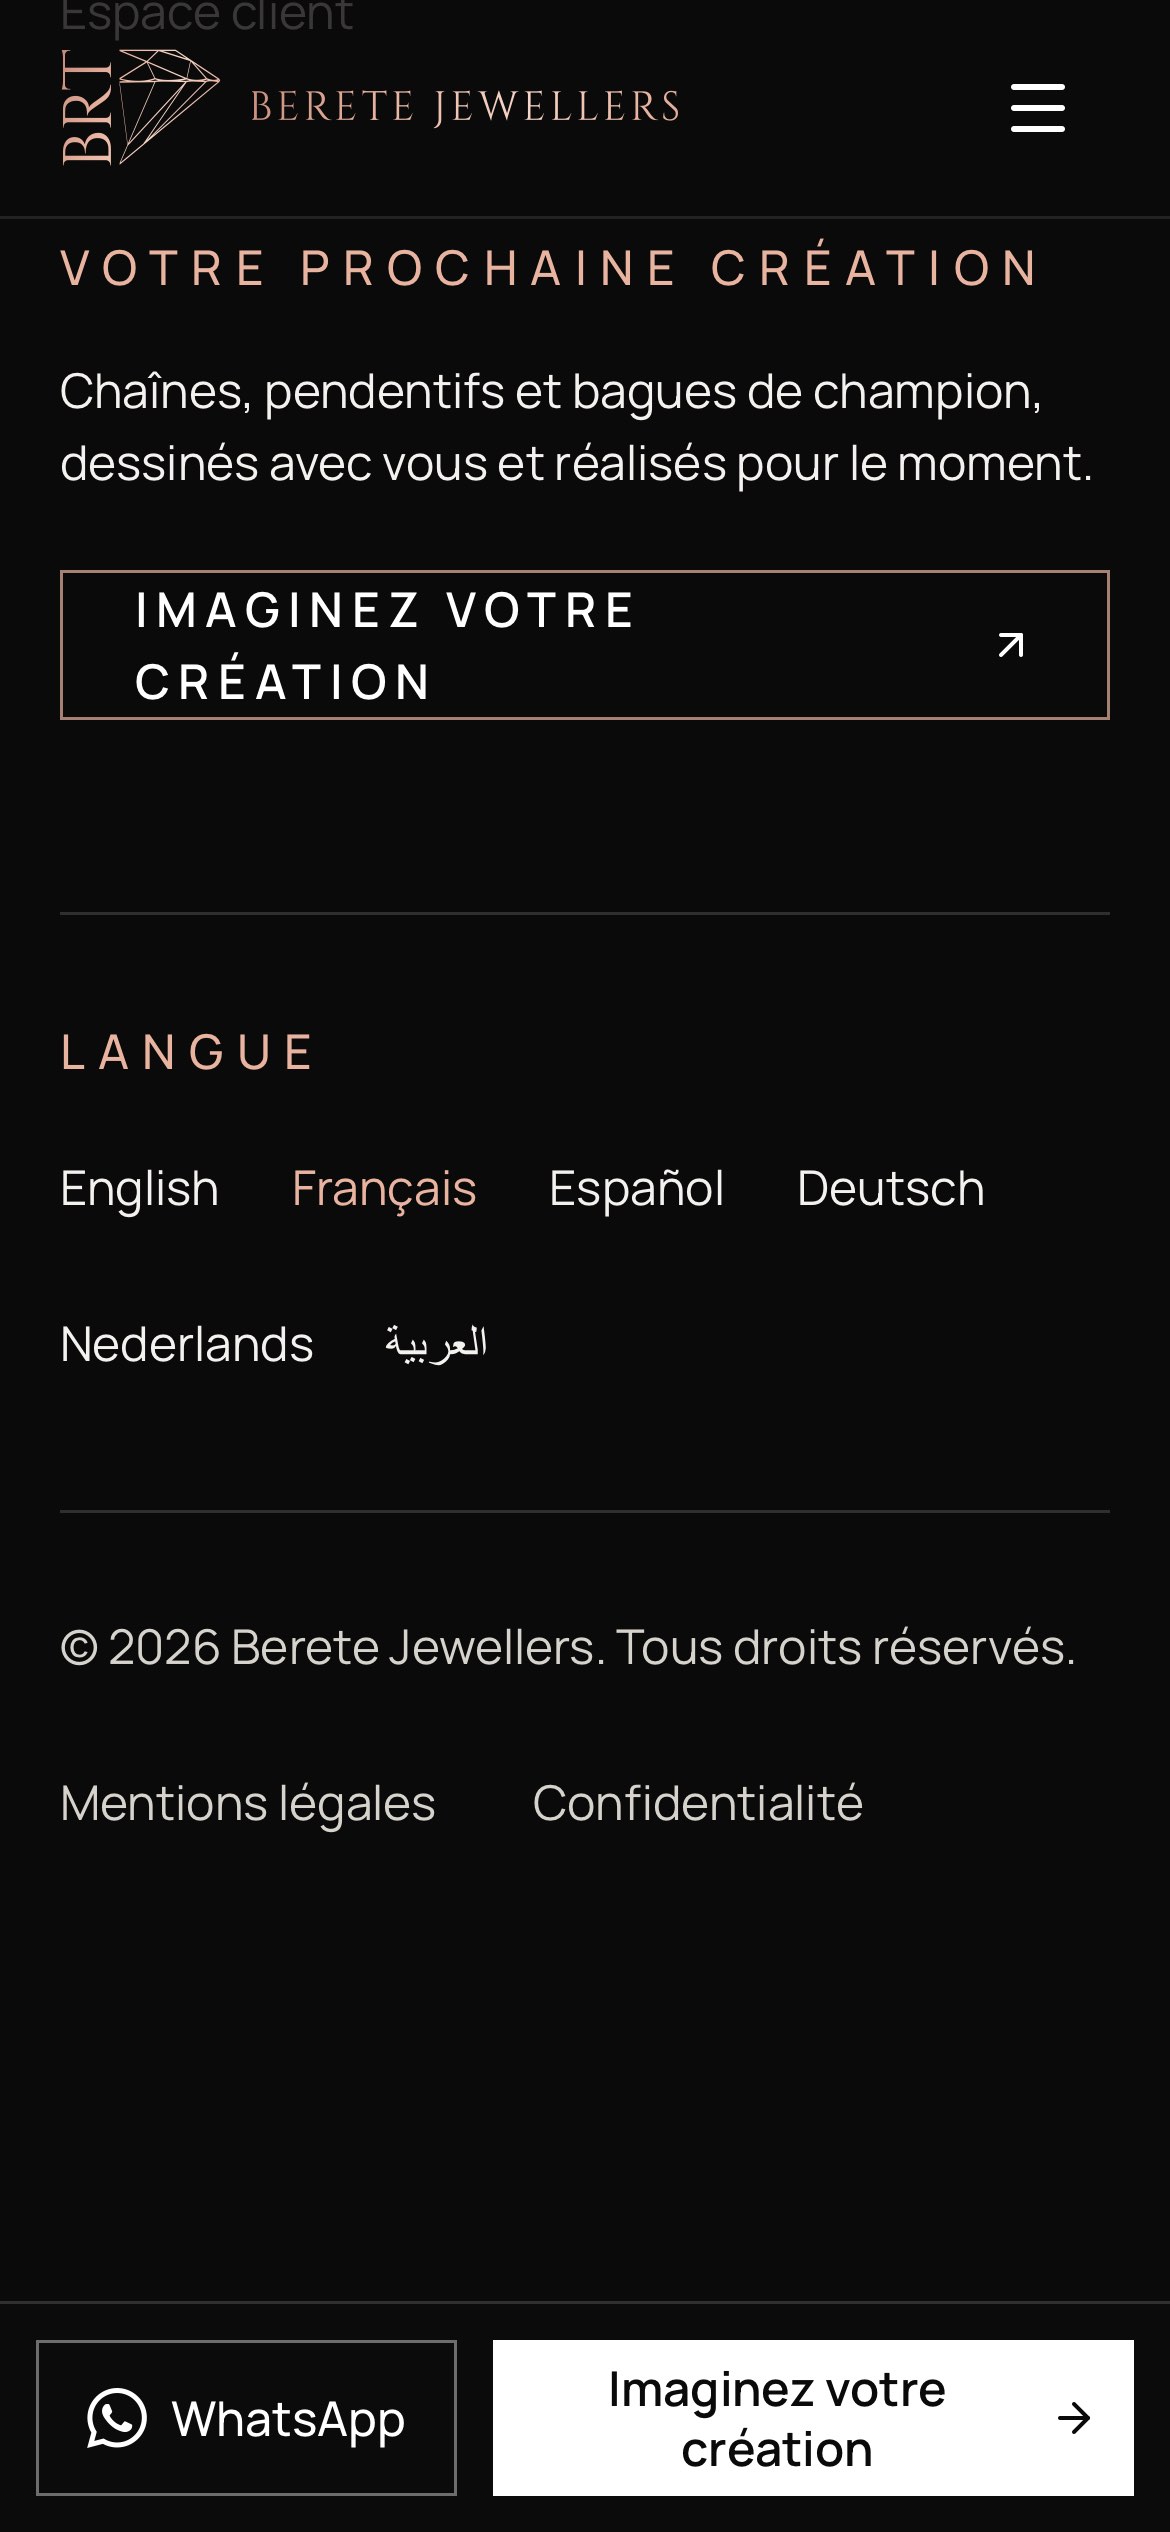 Espace client
BRT
BERETE JEWELLERS
VOTRE PROCHAINE CRÉATION
Chaînes, pendentifs et bagues de champion,
dessinés avec vous et réalisés pour le moment.
IMAGINEZ VOTRE
CRÉATION
LANGUE
English Français Español Deutsch
Nederlands العربية
© 2026 Berete Jewellers. Tous droits réservés.
Mentions légales Confidentialité
WhatsApp
Imaginez votre
création